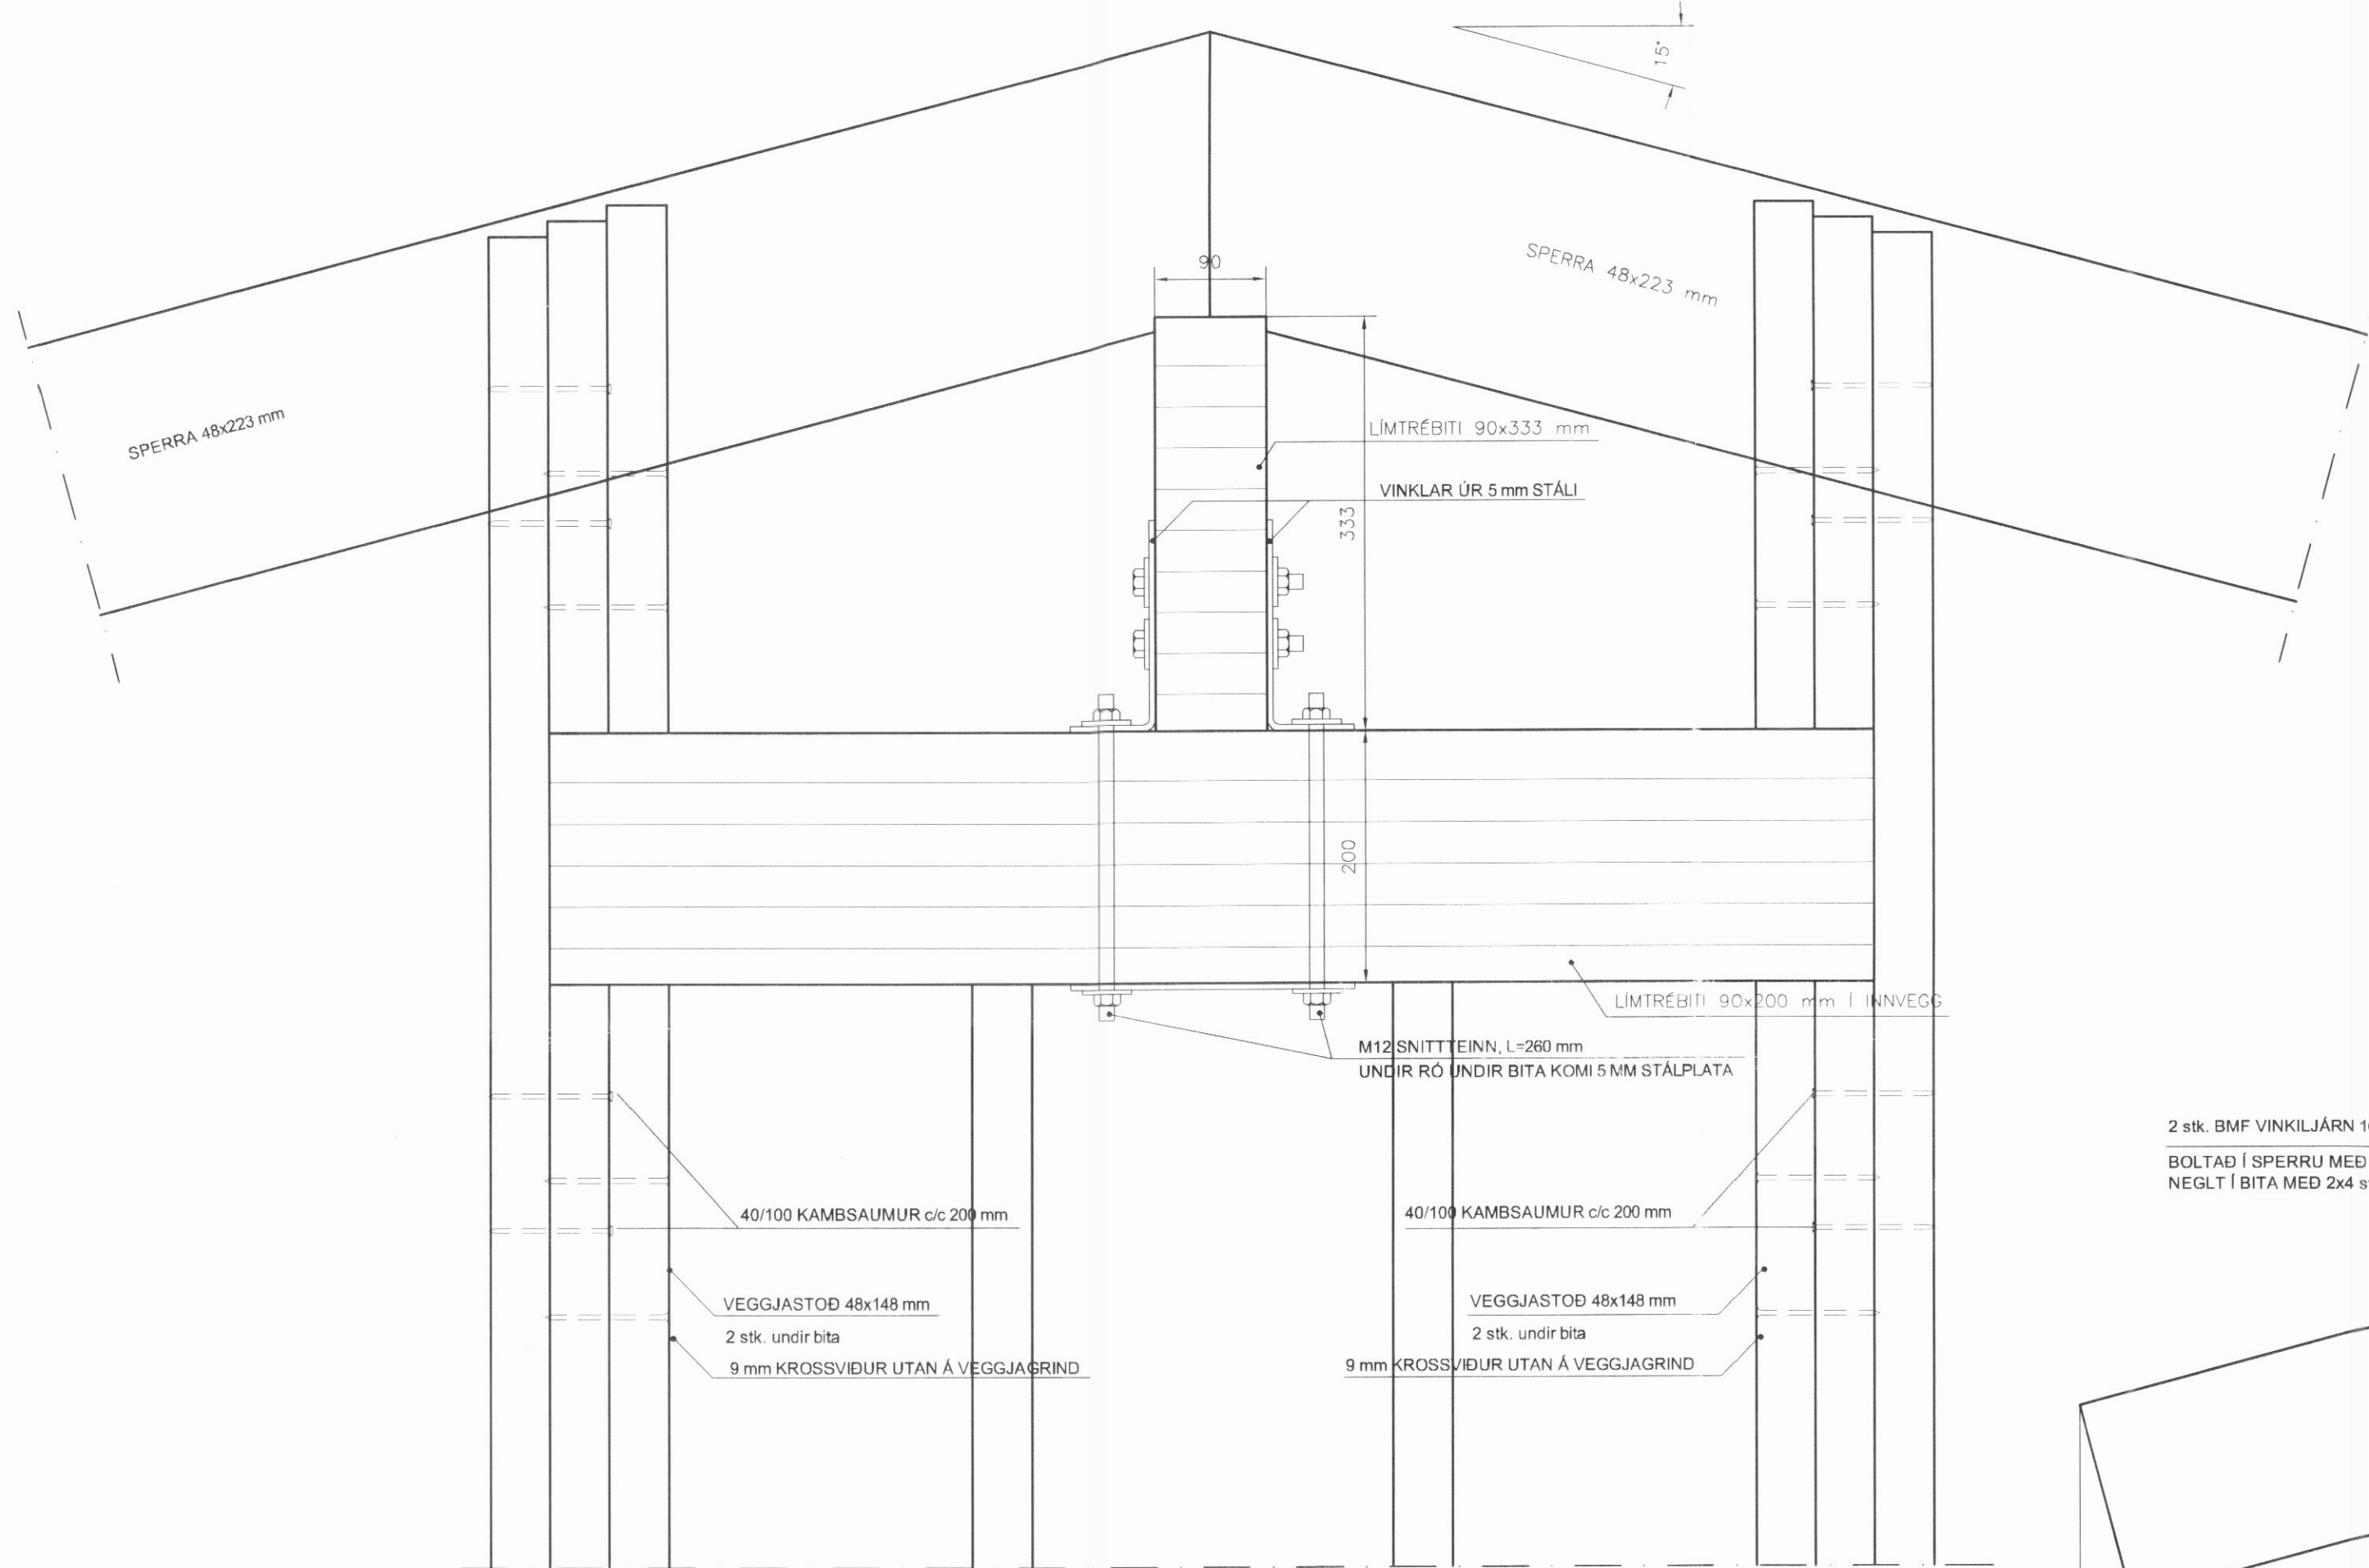 15°
90
SPERRA 48x223 mm
SPERRA 48x223 mm
LÍMTRÉBITI 90x333 mm
VINKLAR ÚR 5 mm STÁLI
333
200
LÍMTRÉBITI 90x200 mm Í INNVEGG
M12 SNITTTEINN, L=260 mm
UNDIR RÓ UNDIR BITA KOMI 5 MM STÁLPLATA
2 stk. BMF VINKILJÁRN
BOLTAÐ Í SPERRU MEÐ
NEGLT Í BITA MEÐ 2x4
40/100 KAMBSAUMUR c/c 200 mm
40/100 KAMBSAUMUR c/c 200 mm
VEGGJASTOÐ 48x148 mm
2 stk. undir bita
9 mm KROSSVIÐUR UTAN Á VEGGJAGRIND
VEGGJASTOÐ 48x148 mm
2 stk. undir bita
9 mm KROSSVIÐUR UTAN Á VEGGJAGRIND